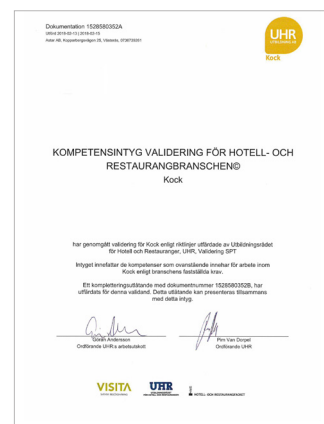 Dokumentation 1528580352A
UHR
Kock
KOMPETENSINTYG VALIDERING FÖR HOTELL- OCH
RESTAURANGBRANSCHEN©
Kock
har genomgått validering för Kock enligt riktlinjer utfärdade av Utbildningsrådet
för Hotell och Restauranger, UHR, Validering SPT
Intyget innefattar de kompetenser som ovanstående innehar för arbete inom
Kock enligt branschens fastställda krav.
Ett kompletteringsuttåtande med dokumentnummer 1528580352B, har
utfärdats för denna validand. Detta uttåtande kan presenteras tillsammans
med detta intyg.
Göran Andersson
Ordförande UHR:s arbetsutskott
Pim Van Dorpel
Ordförande UHR
VISITA
UHR
HOTELL- OCH RESTAURANGFACKET